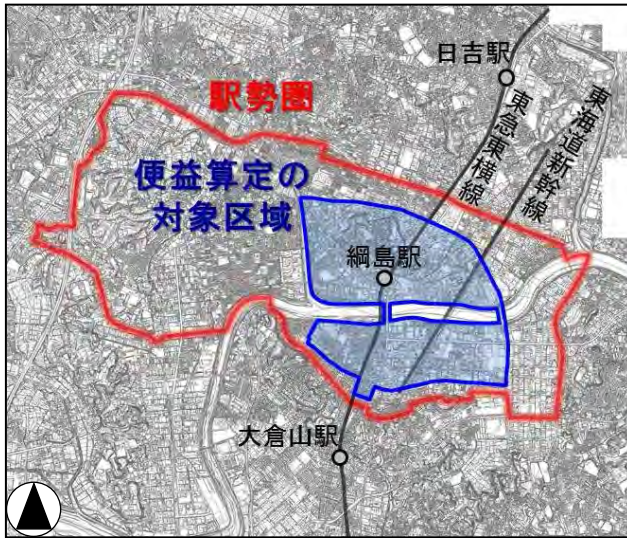 日吉駅
駅勢圏
東急東横線
東海道新幹線
便益算定の
対象区域
綱島駅
大倉山駅